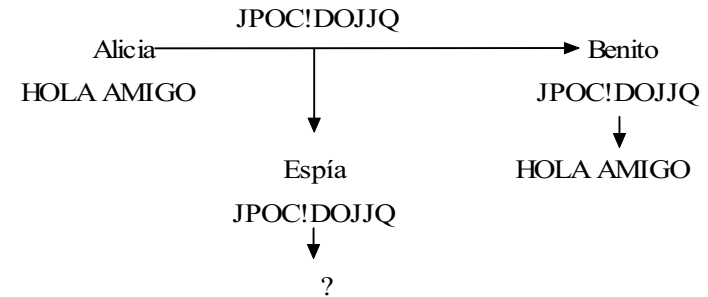 JPOC!DOJJQ
Alicia Benito
HOLA AMIGO JPOC!DOJJQ
Espía HOLA AMIGO
JPOC!DOJJQ
?